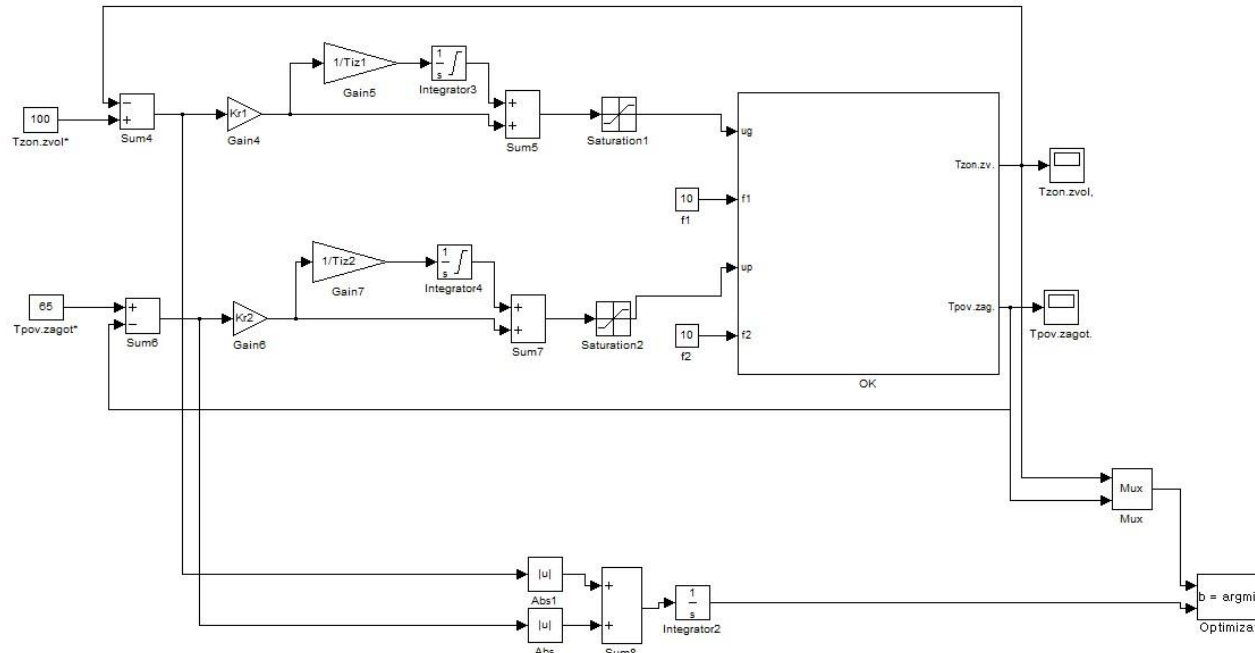 1/Tiz1
1
s
Gain5
Integrator3
100
Tzon.zvol*
Sum4
Kr1
Gain4
Sum5
Saturation1
ug
Tzon.zv.
Tzon.zvol,
10
f1
f1
1/Tiz2
1
s
Gain7
Integrator4
up
65
Tpov.zagot*
Sum6
Kr2
Gain6
Sum7
Saturation2
10
f2
f2
Tpov.zag.
Tpov.zagot.
OK
Mux
Mux
|u|
Abs1
|u|
Abs
Sum8
1
s
Integrator2
b = argmi
Optimiza